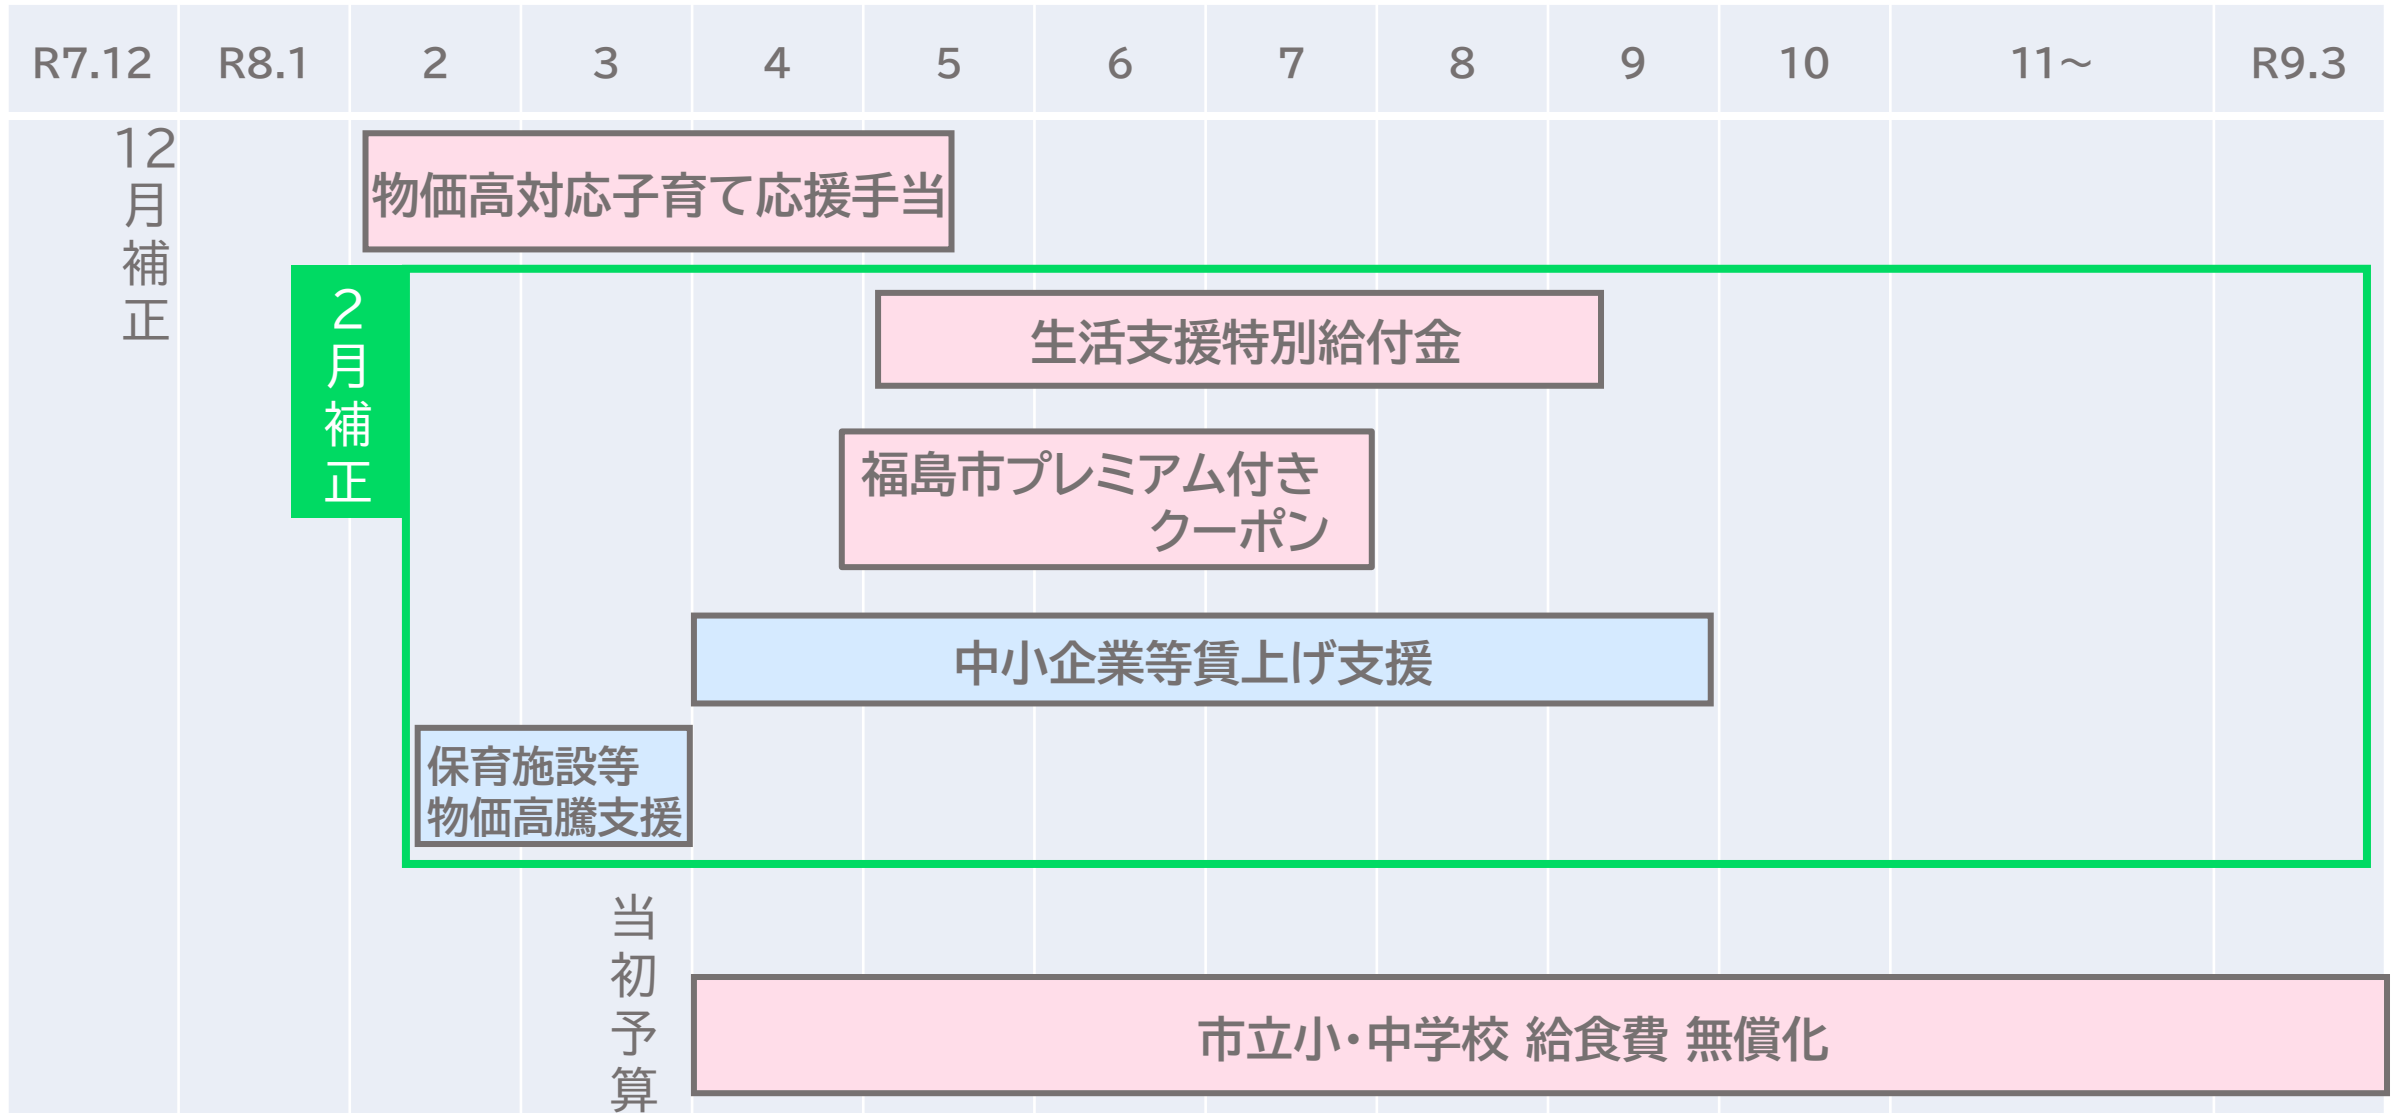 R7.12 R8.1 2 3 4 5 6 7 8 9 10 11～ R9.3
12月補正
物価高対応子育て応援手当
2月補正
生活支援特別給付金
福島市プレミアム付き
クーポン
中小企業等賃上げ支援
保育施設等
物価高騰支援
当初予算
市立小・中学校 給食費 無償化